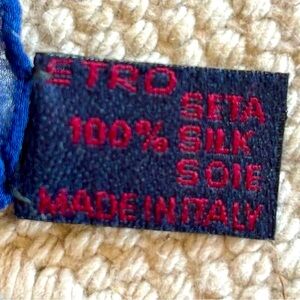 ETRO
SETA
100% SILK
SOIE
MADE IN ITALY